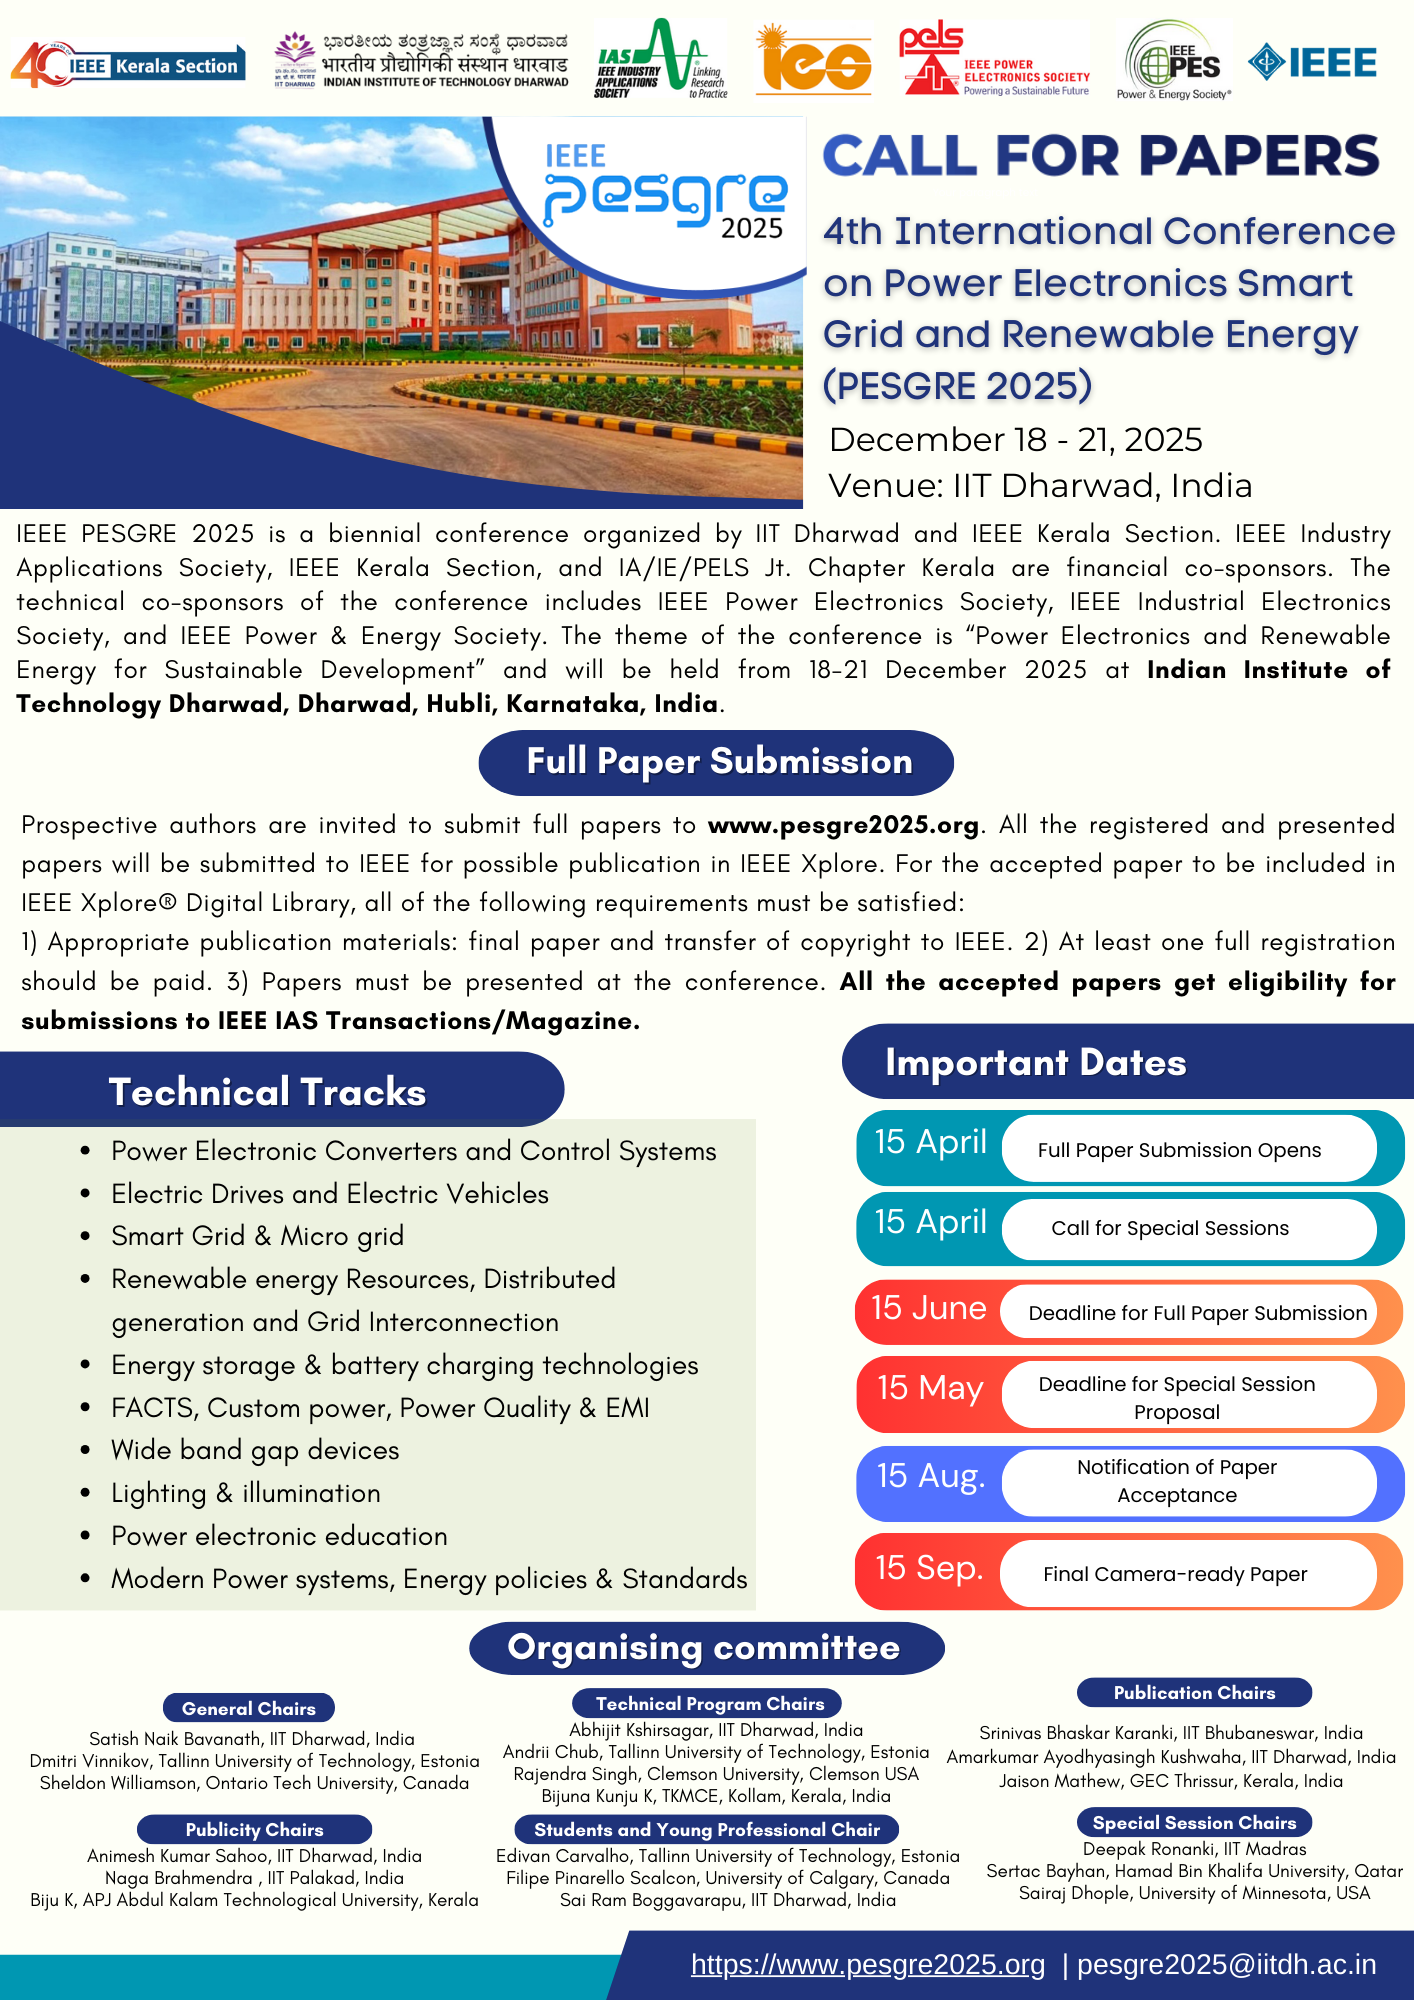 40 YEARS OF IEEE Kerala Section
ಭಾರತೀಯ ತಂತ್ರಜ್ಞಾನ ಸಂಸ್ಥೆ ಧಾರವಾಡ
भारतीय प्रौद्योगिकी संस्थान धारवाड
INDIAN INSTITUTE OF TECHNOLOGY DHARWAD
IIT DHARWAD
IAS
IEEE INDUSTRY
APPLICATIONS
SOCIETY
Linking
Research
to Practice
ies
pels
IEEE POWER
ELECTRONICS SOCIETY
Powering a Sustainable Future
IEEE
PES
Power & Energy Society®
IEEE
IEEE
pesgre
2025
CALL FOR PAPERS
4th International Conference
on Power Electronics Smart
Grid and Renewable Energy
(PESGRE 2025)
December 18 - 21, 2025
Venue: IIT Dharwad, India
IEEE PESGRE 2025 is a biennial conference organized by IIT Dharwad and IEEE Kerala Section. IEEE Industry
Applications Society, IEEE Kerala Section, and IA/IE/PELS Jt. Chapter Kerala are financial co-sponsors. The
technical co-sponsors of the conference includes IEEE Power Electronics Society, IEEE Industrial Electronics
Society, and IEEE Power & Energy Society. The theme of the conference is “Power Electronics and Renewable
Energy for Sustainable Development” and will be held from 18-21 December 2025 at Indian Institute of
Technology Dharwad, Dharwad, Hubli, Karnataka, India.
Full Paper Submission
Prospective authors are invited to submit full papers to www.pesgre2025.org. All the registered and presented
papers will be submitted to IEEE for possible publication in IEEE Xplore. For the accepted paper to be included in
IEEE Xplore® Digital Library, all of the following requirements must be satisfied:
1) Appropriate publication materials: final paper and transfer of copyright to IEEE. 2) At least one full registration
should be paid. 3) Papers must be presented at the conference. All the accepted papers get eligibility for
submissions to IEEE IAS Transactions/Magazine.
Technical Tracks
• Power Electronic Converters and Control Systems
• Electric Drives and Electric Vehicles
• Smart Grid & Micro grid
• Renewable energy Resources, Distributed
generation and Grid Interconnection
• Energy storage & battery charging technologies
• FACTS, Custom power, Power Quality & EMI
• Wide band gap devices
• Lighting & illumination
• Power electronic education
• Modern Power systems, Energy policies & Standards
Important Dates
15 April Full Paper Submission Opens
15 April Call for Special Sessions
15 June Deadline for Full Paper Submission
15 May Deadline for Special Session
Proposal
15 Aug. Notification of Paper
Acceptance
15 Sep. Final Camera-ready Paper
Organising committee
General Chairs
Satish Naik Bavanath, IIT Dharwad, India
Dmitri Vinnikov, Tallinn University of Technology, Estonia
Sheldon Williamson, Ontario Tech University, Canada
Technical Program Chairs
Abhijit Kshirsagar, IIT Dharwad, India
Andrii Chub, Tallinn University of Technology, Estonia
Rajendra Singh, Clemson University, Clemson USA
Bijuna Kunju K, TKMCE, Kollam, Kerala, India
Publication Chairs
Srinivas Bhaskar Karanki, IIT Bhubaneswar, India
Amarkumar Ayodhyasingh Kushwaha, IIT Dharwad, India
Jaison Mathew, GEC Thrissur, Kerala, India
Publicity Chairs
Animesh Kumar Sahoo, IIT Dharwad, India
Naga Brahmendra , IIT Palakad, India
Biju K, APJ Abdul Kalam Technological University, Kerala
Students and Young Professional Chair
Edivan Carvalho, Tallinn University of Technology, Estonia
Filipe Pinarello Scalcon, University of Calgary, Canada
Sai Ram Boggavarapu, IIT Dharwad, India
Special Session Chairs
Deepak Ronanki, IIT Madras
Sertac Bayhan, Hamad Bin Khalifa University, Qatar
Sairaj Dhople, University of Minnesota, USA
https://www.pesgre2025.org | pesgre2025@iitdh.ac.in